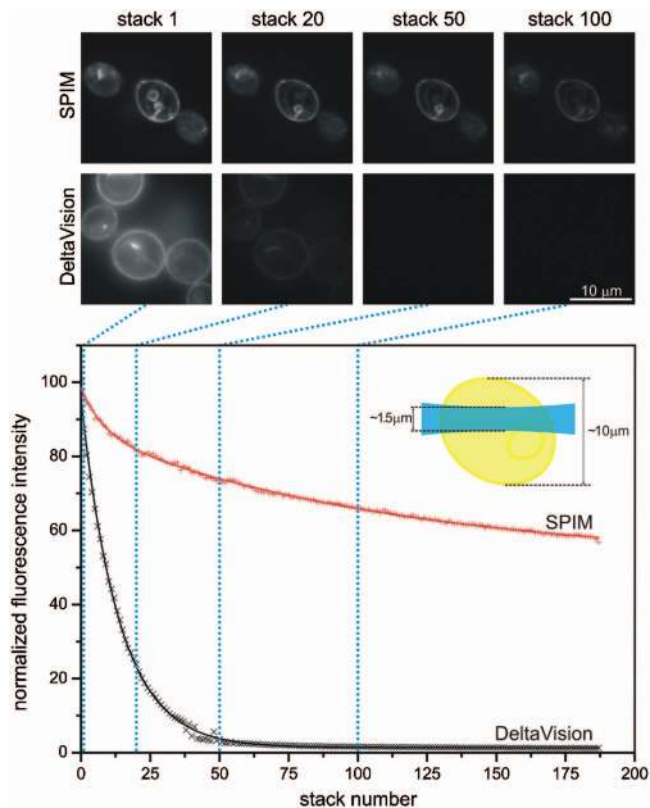 stack 1 stack 20 stack 50 stack 100
SPIM
DeltaVision
10 μm
100
80
60
40
20
0
normalized fluorescence intensity
~1.5μm
~10μm
SPIM
DeltaVision
0 25 50 75 100 125 150 175 200
stack number